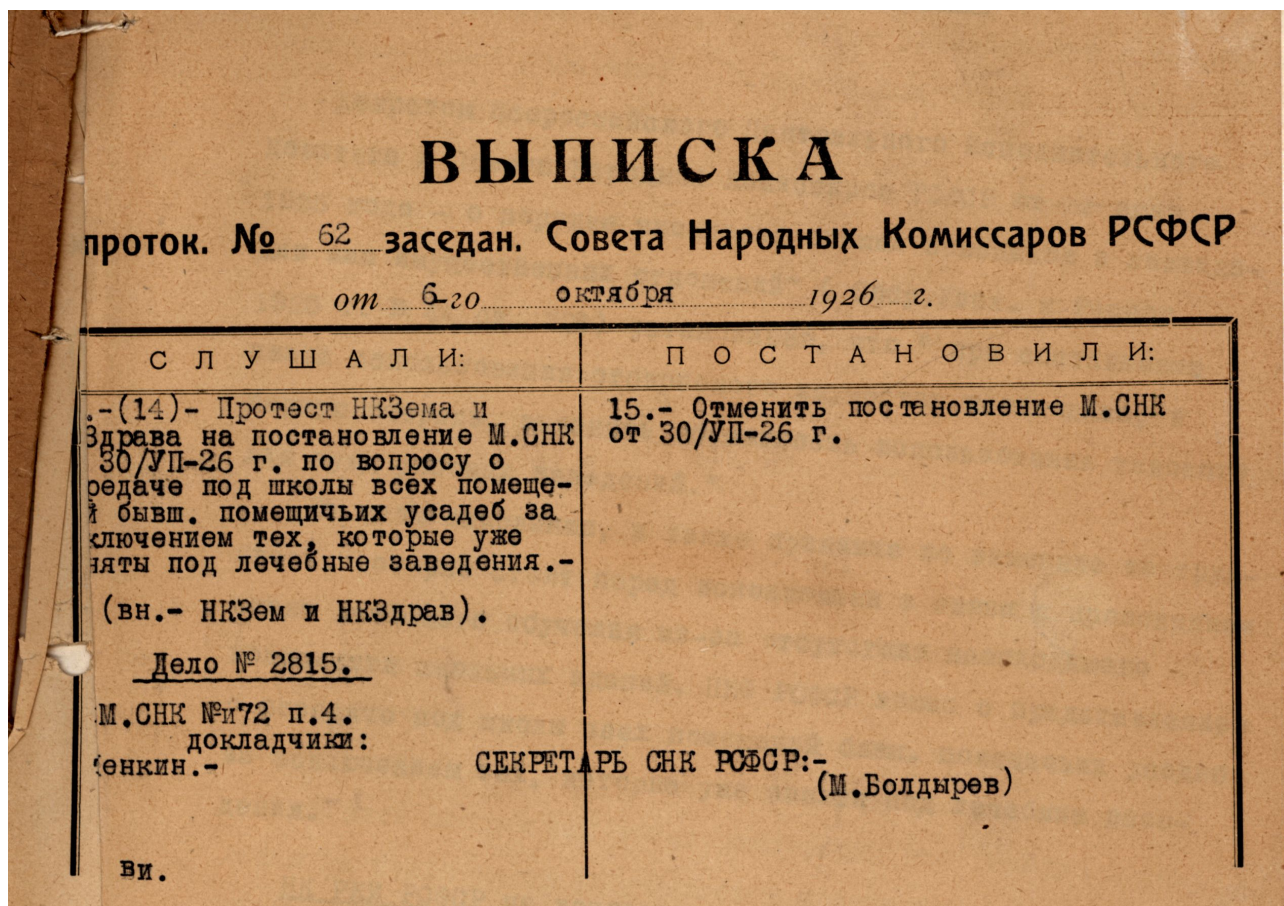 ВЫПИСКА
проток. № 62 заседан. Совета Народных Комиссаров РСФСР
от 6-го октября 1926 г.
СЛУШАЛИ:
.-(14)- Протест НКЗема и
Здрава на постановление М.СНК
30/УП-26 г. по вопросу о
редаче под школы всех помеще-
й бывш. помещичьих усадеб за
ключением тех, которые уже
няты под лечебные заведения.-
(вн.- НКЗем и НКЗдрав).
Дело № 2815.
М.СНК №и72 п.4.
докладчики:
енкин.-
ПОСТАНОВИЛИ:
15.- Отменить постановление М.СНК
от 30/УП-26 г.
СЕКРЕТАРЬ СНК РСФСР:-
(М.Болдырев)
ви.